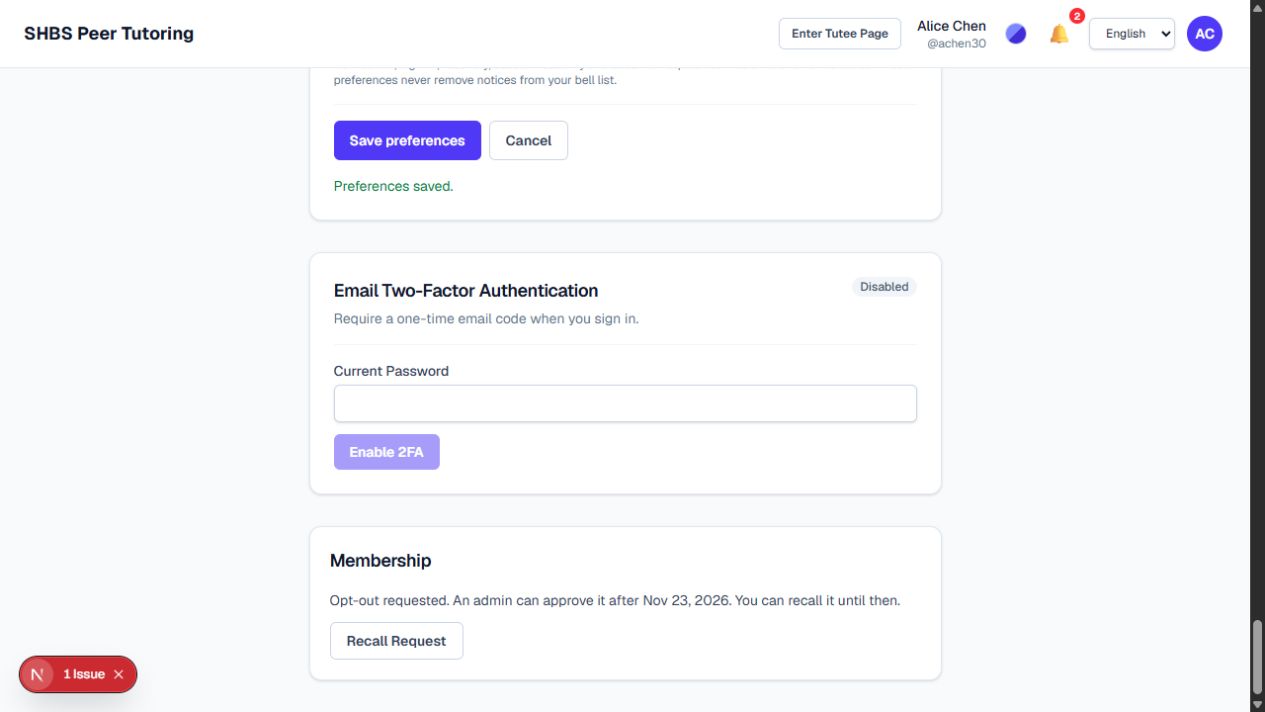 SHBS Peer Tutoring
Enter Tutee Page
Alice Chen
@achen30
2
English
AC
preferences never remove notices from your bell list.
Save preferences
Cancel
Preferences saved.
Email Two-Factor Authentication
Disabled
Require a one-time email code when you sign in.
Current Password
Enable 2FA
Membership
Opt-out requested. An admin can approve it after Nov 23, 2026. You can recall it until then.
Recall Request
N
1 Issue